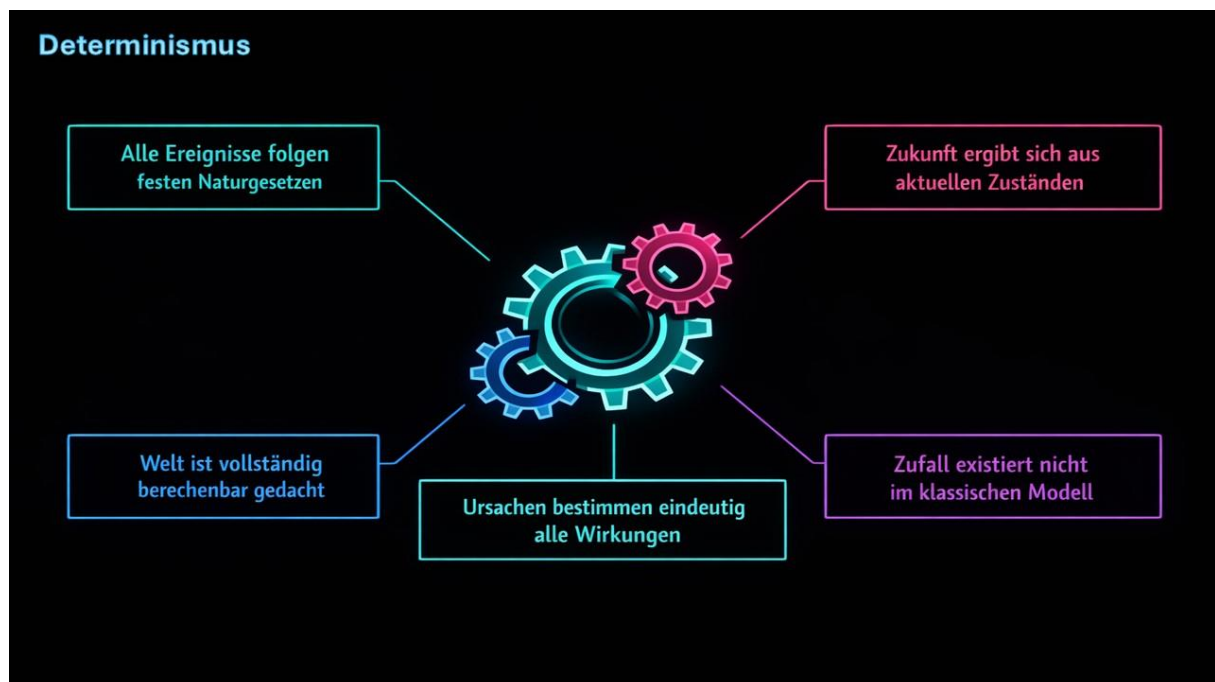 Determinismus
Alle Ereignisse folgen
festen Naturgesetzen
Zukunft ergibt sich aus
aktuellen Zuständen
Welt ist vollständig
berechenbar gedacht
Ursachen bestimmen eindeutig
alle Wirkungen
Zufall existiert nicht
im klassischen Modell